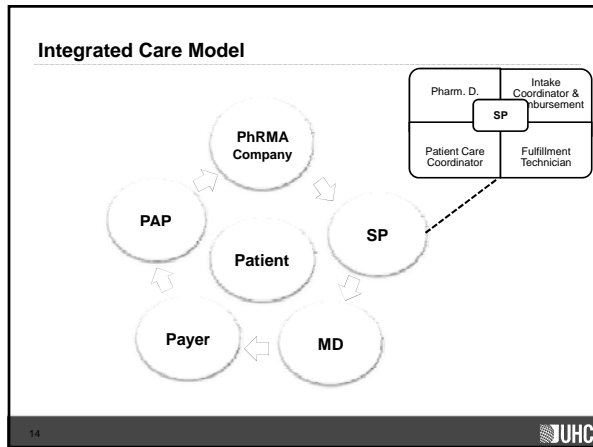 Integrated Care Model
Pharm. D.
Intake
Coordinator &
mbursement
SP
Patient Care
Coordinator
Fulfillment
Technician
PhRMA
Company
PAP
SP
Patient
Payer
MD
14
UHC